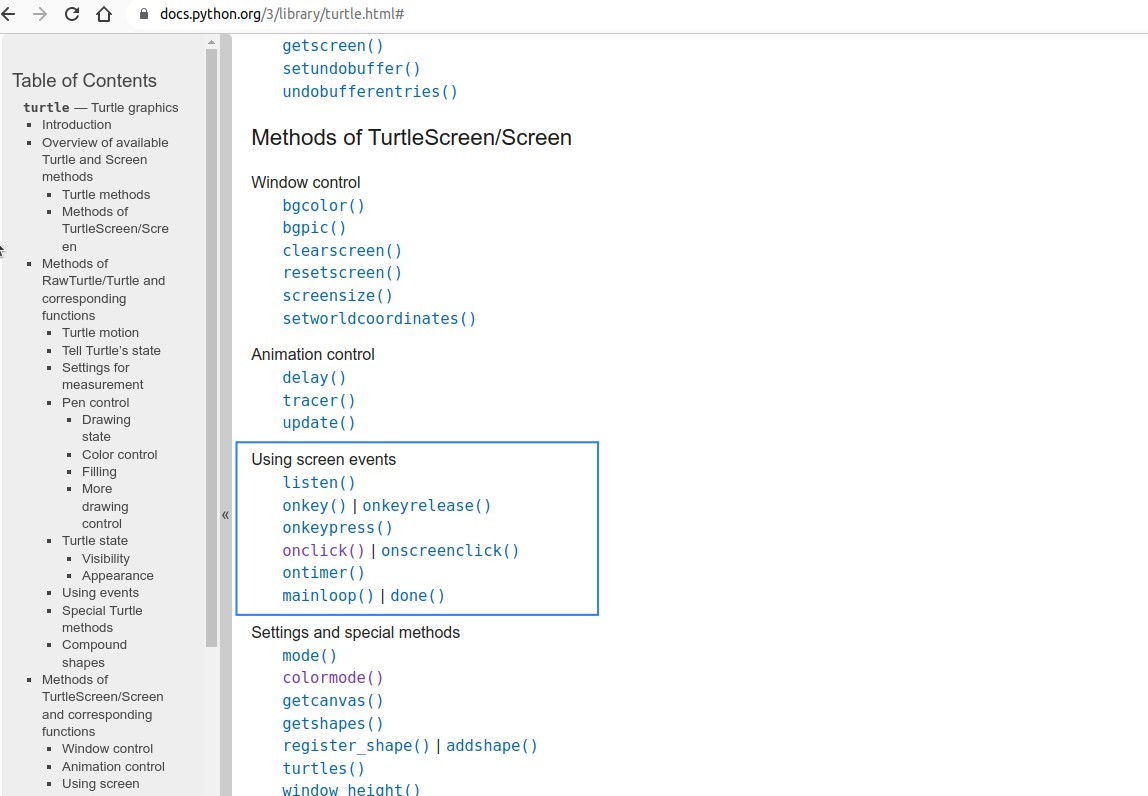 docs.python.org/3/library/turtle.html#
Table of Contents
turtle — Turtle graphics
Introduction
Overview of available
Turtle and Screen
methods
Turtle methods
Methods of
TurtleScreen/Scre
en
Methods of
RawTurtle/Turtle and
corresponding
functions
Turtle motion
Tell Turtle's state
Settings for
measurement
Pen control
Drawing
state
Color control
Filling
More
drawing
control
Turtle state
Visibility
Appearance
Using events
Special Turtle
methods
Compound
shapes
Methods of
TurtleScreen/Screen
and corresponding
functions
Window control
Animation control
Using screen
«
getscreen()
setundobuffer()
undobufferentries()
Methods of TurtleScreen/Screen
Window control
bgcolor()
bgpic()
clearscreen()
resetscreen()
screensize()
setworldcoordinates()
Animation control
delay()
tracer()
update()
Using screen events
listen()
onkey() | onkeyrelease()
onkeypress()
onclick() | onscreenclick()
ontimer()
mainloop() | done()
Settings and special methods
mode()
colormode()
getcanvas()
getshapes()
register_shape() | addshape()
turtles()
window_height()